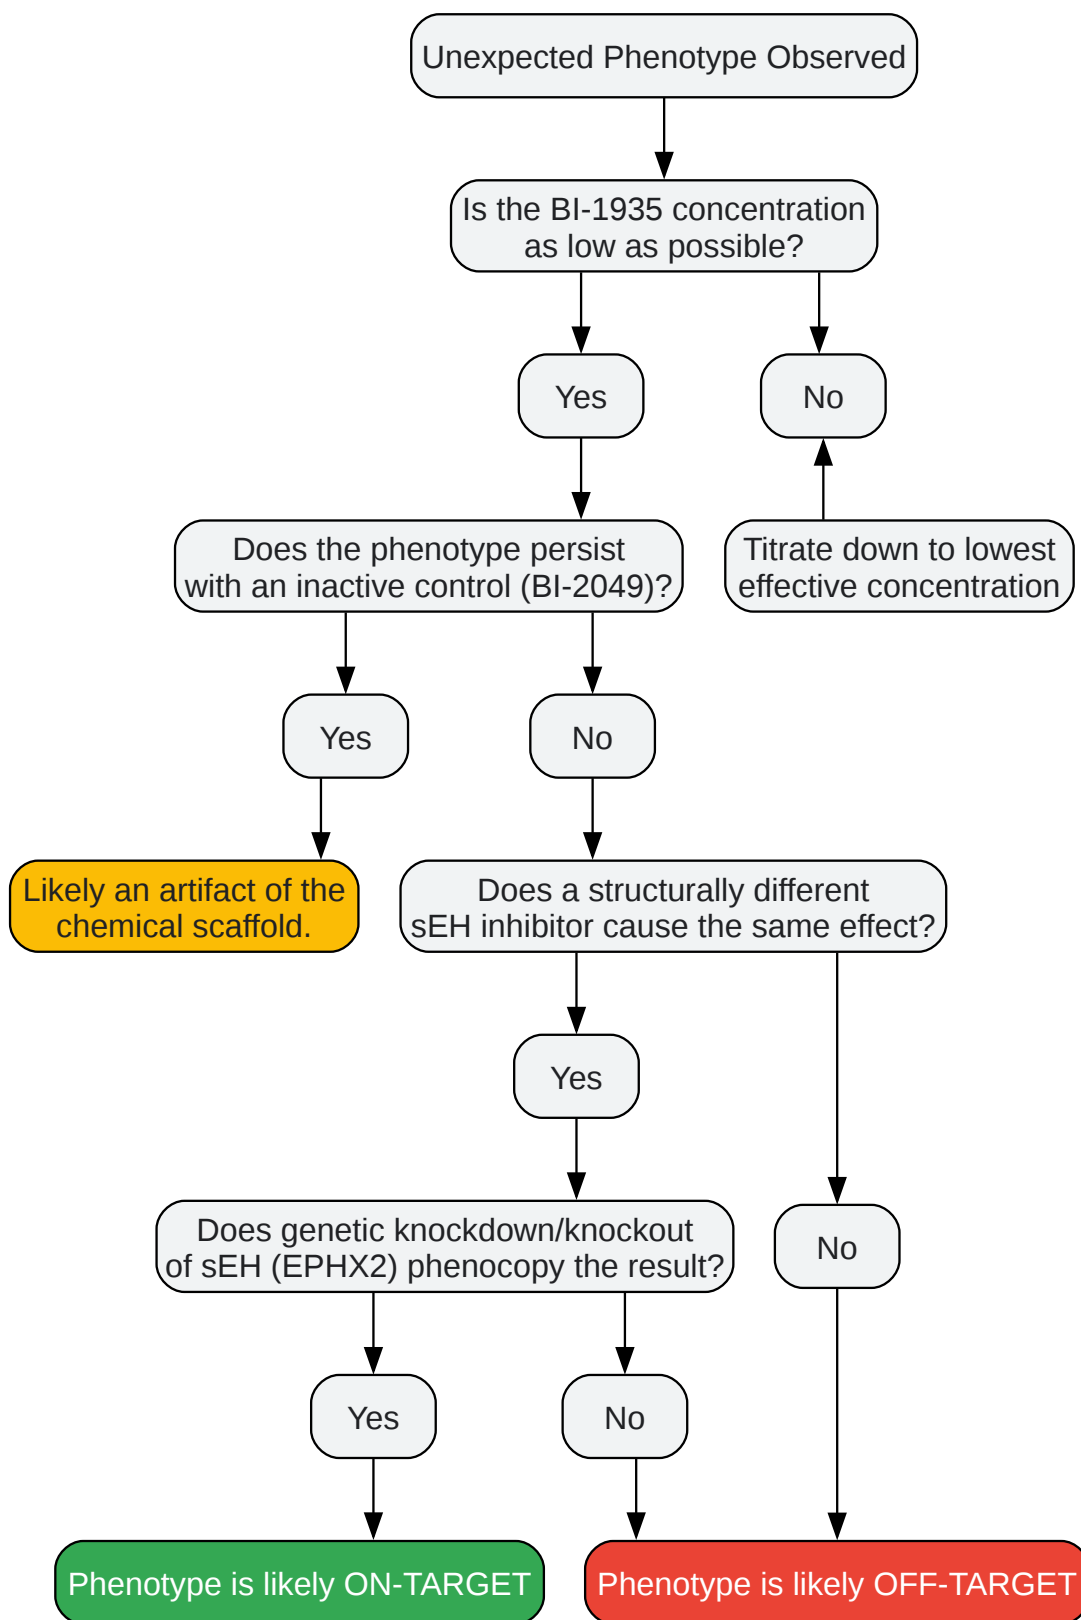 Unexpected Phenotype Observed
Is the BI-1935 concentration
as low as possible?
Yes
No
Does the phenotype persist
with an inactive control (BI-2049)?
Titrate down to lowest
effective concentration
Yes
No
Likely an artifact of the
chemical scaffold.
Does a structurally different
sEH inhibitor cause the same effect?
Yes
Does genetic knockdown/knockout
of sEH (EPHX2) phenocopy the result?
No
Yes
No
Phenotype is likely ON-TARGET
Phenotype is likely OFF-TARGET